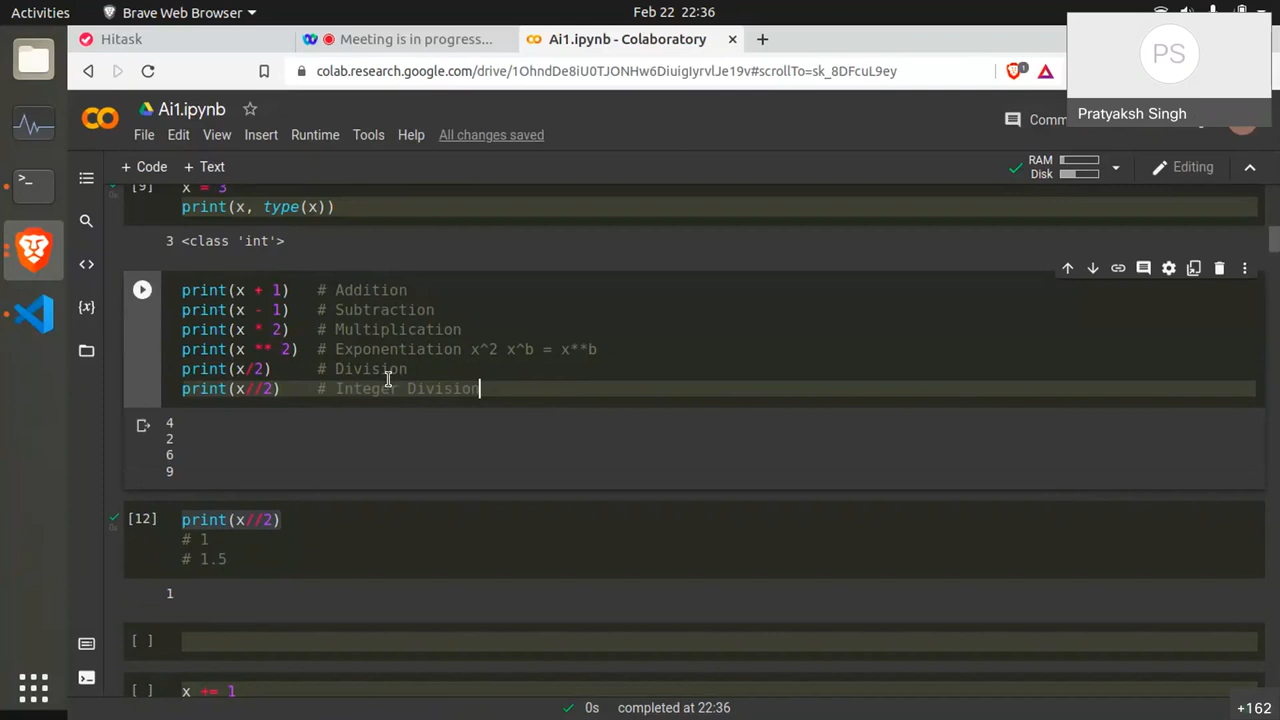 Activities
Brave Web Browser
Feb 22 22:36
Hitask
Meeting is in progress...
Ai1.ipynb - Colaboratory
colab.research.google.com/drive/1OhndDe8iU0TJONHw6DiuigIyrvlJe19v#scrollTo=sk_8DFcuL9ey
1
PS
Pratyaksh Singh
Ai1.ipynb
File Edit View Insert Runtime Tools Help All changes saved
Comm
+ Code + Text
RAM
Disk
Editing
[9] x = 3
0s
print(x, type(x))
3 <class 'int'>
print(x + 1) # Addition
print(x - 1) # Subtraction
print(x * 2) # Multiplication
print(x ** 2) # Exponentiation x^2 x^b = x**b
print(x/2) # Division
print(x//2) # Integer Division
4
2
6
9
[12] print(x//2)
0s
# 1
# 1.5
1
[ ]
[ ] x += 1
0s completed at 22:36
+162